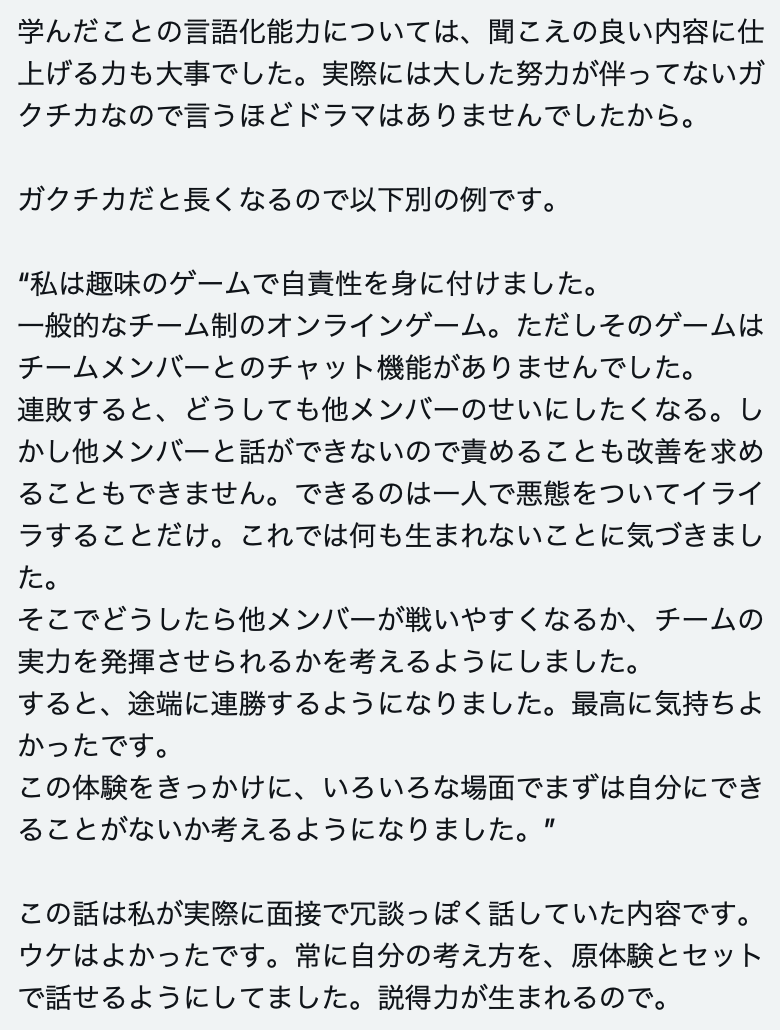 学んだことの言語化能力については、聞こえの良い内容に仕
上げる力も大事でした。実際には大した努力が伴ってないガ
クチカなので言うほどドラマはありませんでしたから。
ガクチカだと長くなるので以下別の例です。
“私は趣味のゲームで自責性を身に付けました。
一般的なチーム制のオンラインゲーム。ただしそのゲームは
チームメンバーとのチャット機能がありませんでした。
連敗すると、どうしても他メンバーのせいにしたくなる。し
かし他メンバーと話ができないので責めることも改善を求め
ることもできません。できるのは一人で悪態をついてイライ
ラすることだけ。これでは何も生まれないことに気づきまし
た。
そこでどうしたら他メンバーが戦いやすくなるか、チームの
実力を発揮させられるかを考えるようにしました。
すると、途端に連勝するようになりました。最高に気持ちよ
かったです。
この体験をきっかけに、いろいろな場面でまずは自分にでき
ることがないか考えるようになりました。”
この話は私が実際に面接で冗談っぽく話していた内容です。
ウケはよかったです。常に自分の考え方を、原体験とセット
で話せるようにしてました。説得力が生まれるので。